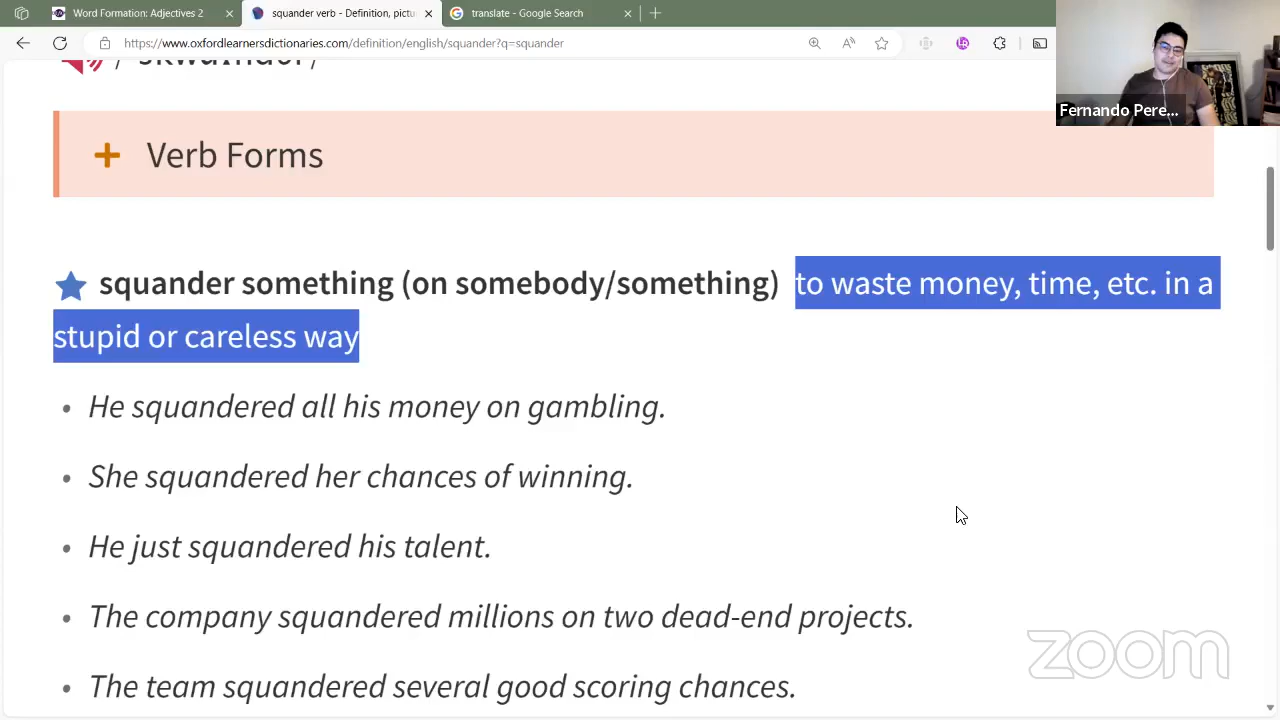 Word Formation: Adjectives 2
squander verb - Definition, pictu
translate - Google Search
https://www.oxfordlearnersdictionaries.com/definition/english/squander?q=squander
Fernando Pere...
+ Verb Forms
squander something (on somebody/something) to waste money, time, etc. in a
stupid or careless way
• He squandered all his money on gambling.
• She squandered her chances of winning.
• He just squandered his talent.
• The company squandered millions on two dead-end projects.
• The team squandered several good scoring chances.
zoom